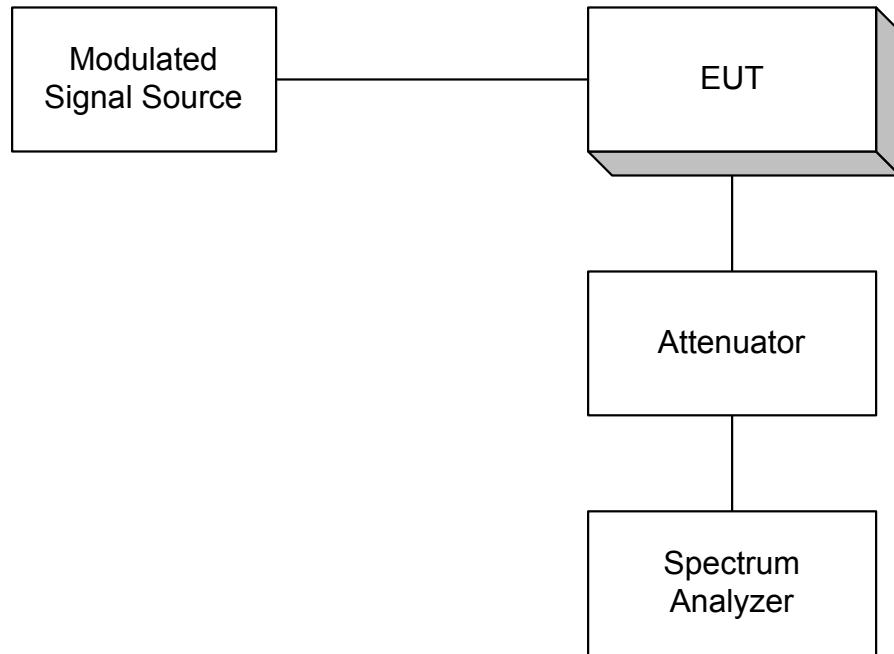 Modulated
Signal Source
EUT
Attenuator
Spectrum
Analyzer